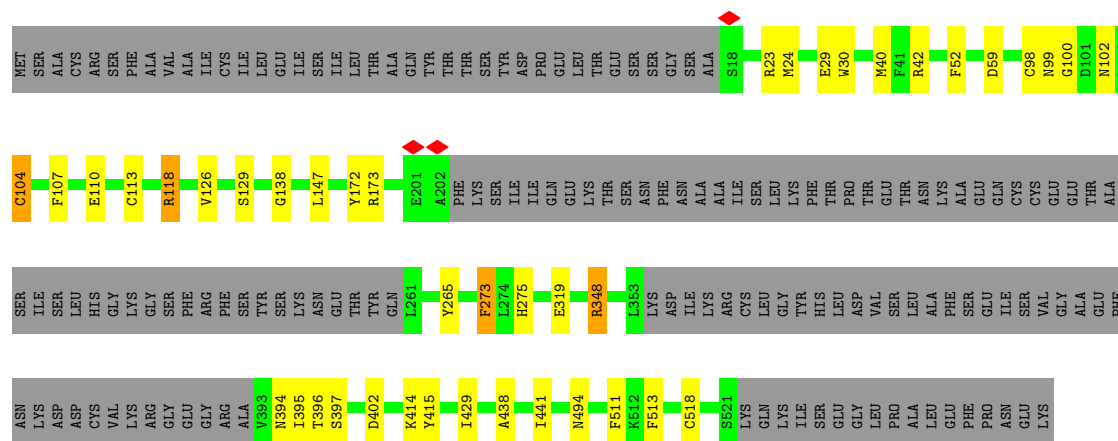 MET SER ALA CYS ARG SER PHE ALA VAL ALA ILE CYS ILE LEU GLU ILE SER ILE LEU THR ALA GLN TYR THR THR SER TYR ASP PRO GLU LEU THR GLU SER SER GLY SER ALA S18 R23 M24 E29 W30 M40 F41 R42 F52 D59 C98 N99 G100 D101 N102
C104 F107 E110 C113 R118 V126 S129 G138 L147 Y172 R173 E201 A202 PHE LYS SER ILE ILE GLN GLU LYS THR SER ASN PHE ASN ALA ALA ILE SER LEU LYS PHE THR PRO THR GLU THR ASN LYS ALA GLU GLN CYS CYS GLU GLU THR ALA
SER ILE SER LEU HIS GLY LYS GLY SER PHE ARG PHE SER TYR SER LYS ASN GLU THR TYR GLN L261 Y265 F273 L274 H275 E319 R348 L353 LYS ASP ILE LYS ARG CYS LEU GLY TYR HIS LEU ASP VAL SER LEU ALA PHE SER GLU ILE SER VAL GLY ALA GLU PHE
ASN LYS ASP ASP CYS VAL LYS ARG GLY GLU GLY ARG ALA V393 N394 I395 T396 S397 D402 K414 Y415 I429 A438 I441 N494 F511 K512 F513 C518 S521 LYS GLN LYS ILE SER GLU GLY LEU PRO ALA LEU GLU PHE PRO ASN GLU LYS